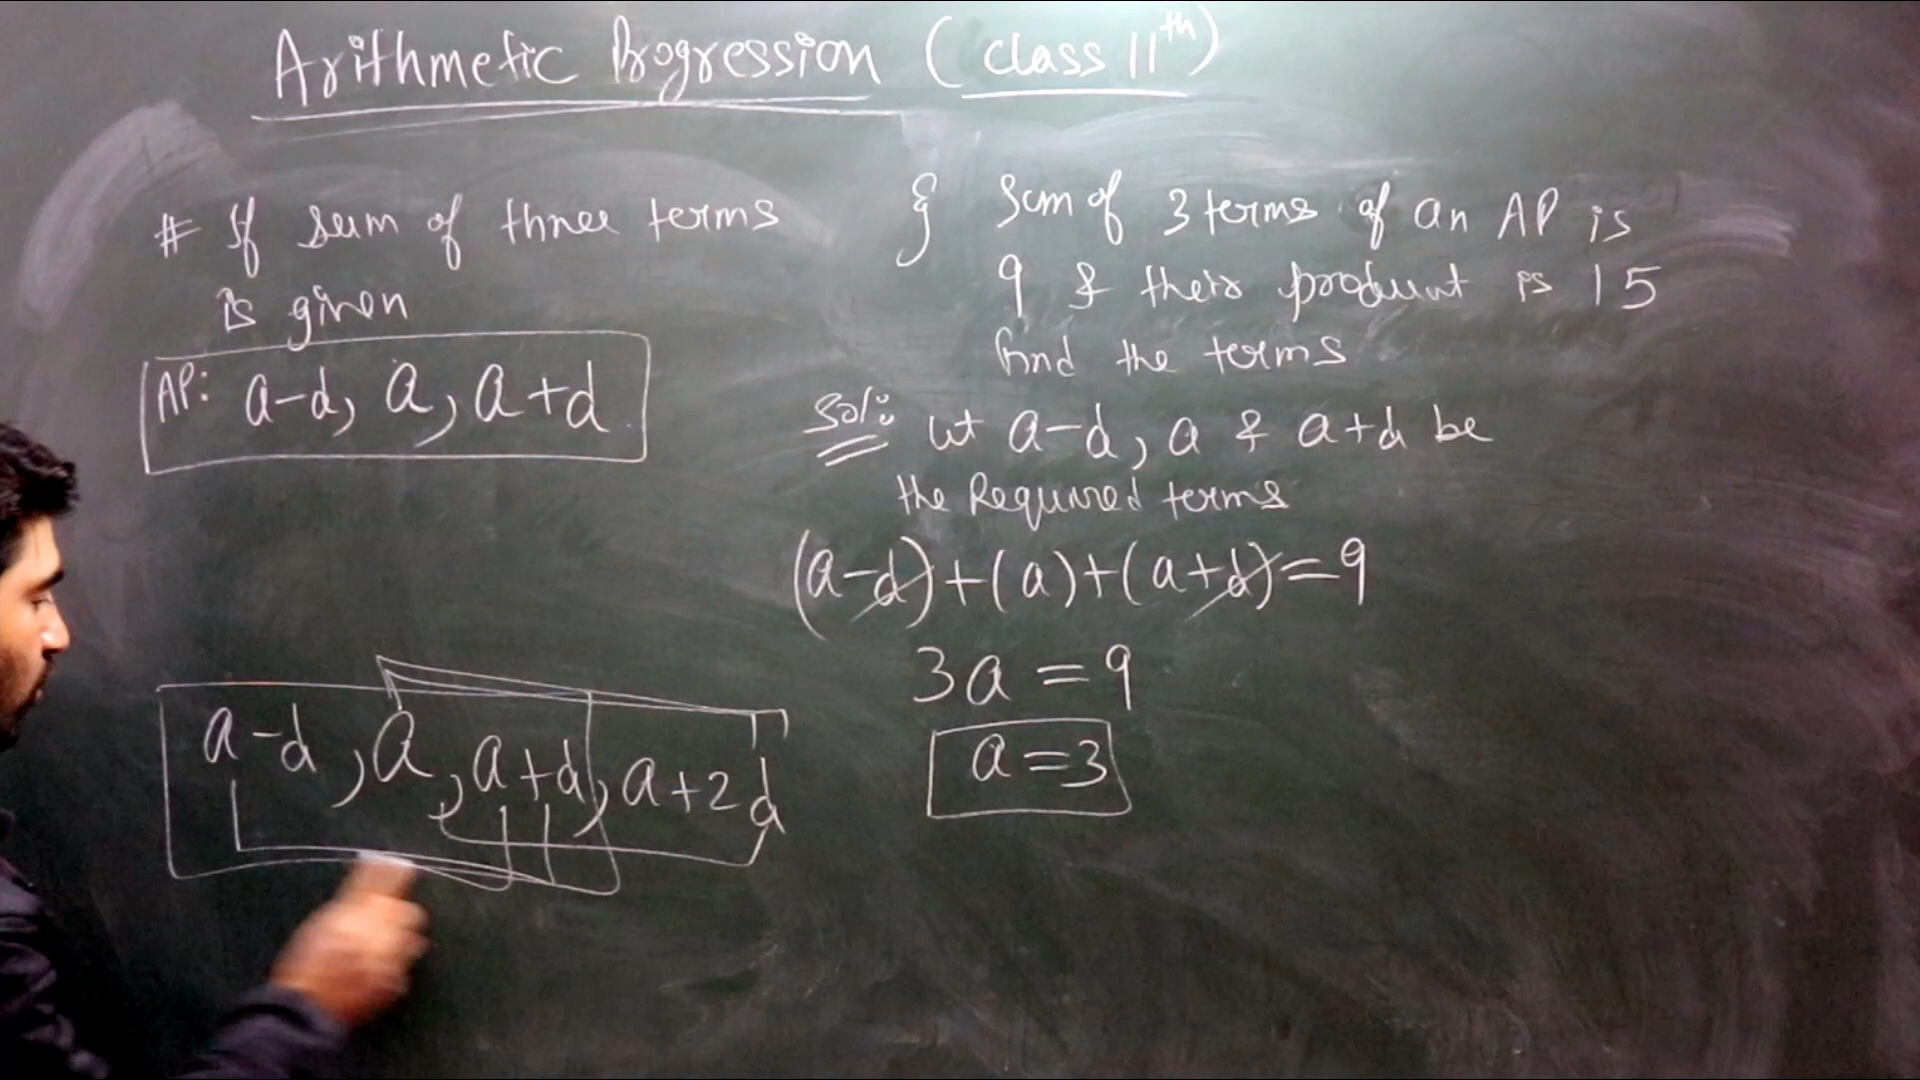 Arithmetic Progression (class 11th)
# If sum of three terms
is given
AP: a-d, a, a+d
a-d, a, a+d, a+2d
Sum of 3 terms of an AP is
9 & their product is 15
find the terms
Sol: let a-d, a & a+d be
the Required terms
(a-d)+(a)+(a+d)=9
3a=9
a=3